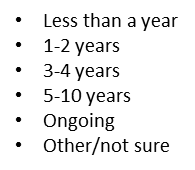 • Less than a year
• 1-2 years
• 3-4 years
• 5-10 years
• Ongoing
• Other/not sure